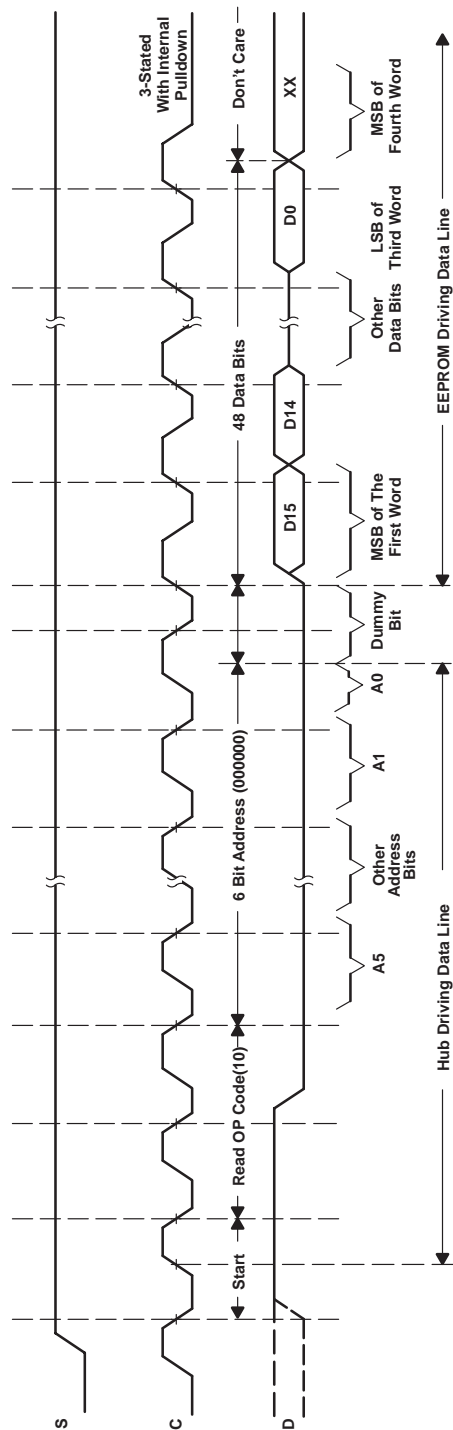 S
C
3-Stated
With Internal
Pulldown
Start
Read OP Code(10)
6 Bit Address (000000)
48 Data Bits
Don't Care
D
D15
D14
D0
XX
A5
Other
Address
Bits
A1
A0
Dummy
Bit
MSB of The
First Word
Other
Data Bits
LSB of
Third Word
MSB of
Fourth Word
Hub Driving Data Line
EEPROM Driving Data Line